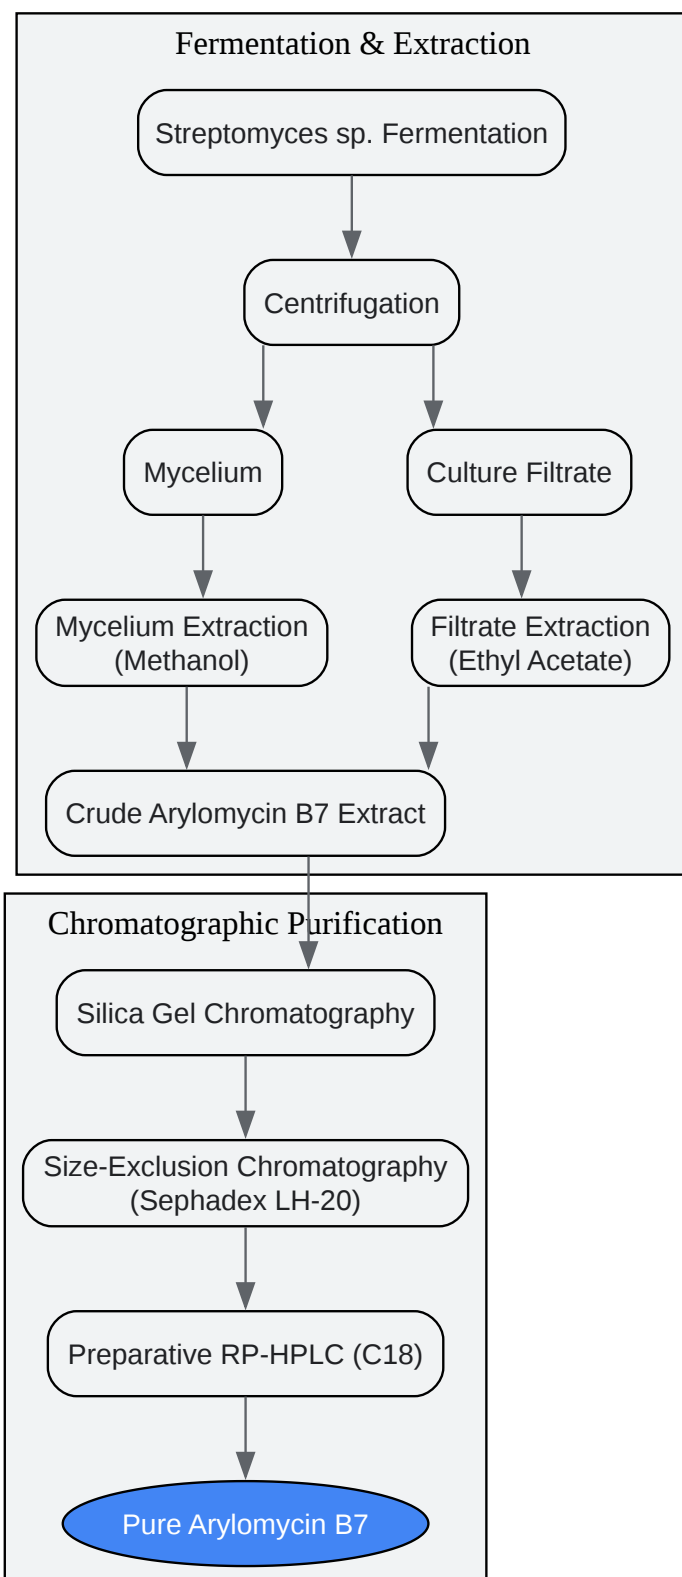 Fermentation & Extraction
Streptomyces sp. Fermentation
Centrifugation
Mycelium
Culture Filtrate
Mycelium Extraction
(Methanol)
Filtrate Extraction
(Ethyl Acetate)
Crude Arylomycin B7 Extract
Chromatographic Purification
Silica Gel Chromatography
Size-Exclusion Chromatography
(Sephadex LH-20)
Preparative RP-HPLC (C18)
Pure Arylomycin B7